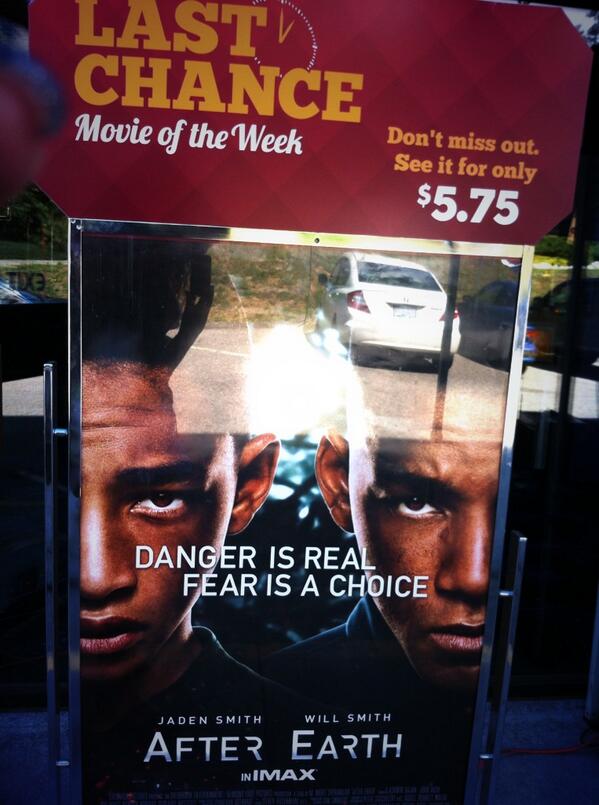 LAST
CHANCE
Movie of the Week
Don't miss out.
See it for only
$5.75
DANGER IS REAL
FEAR IS A CHOICE
JADEN SMITH WILL SMITH
AFTER EARTH
IN IMAX